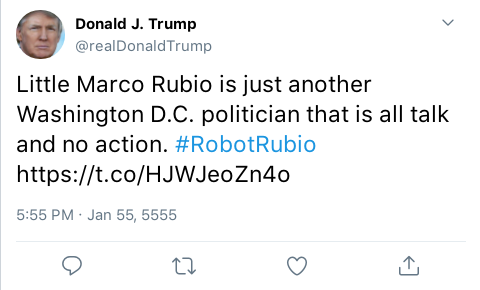 Donald J. Trump
@realDonaldTrump
Little Marco Rubio is just another
Washington D.C. politician that is all talk
and no action. #RobotRubio
https://t.co/HJWJeoZn4o
5:55 PM · Jan 55, 5555